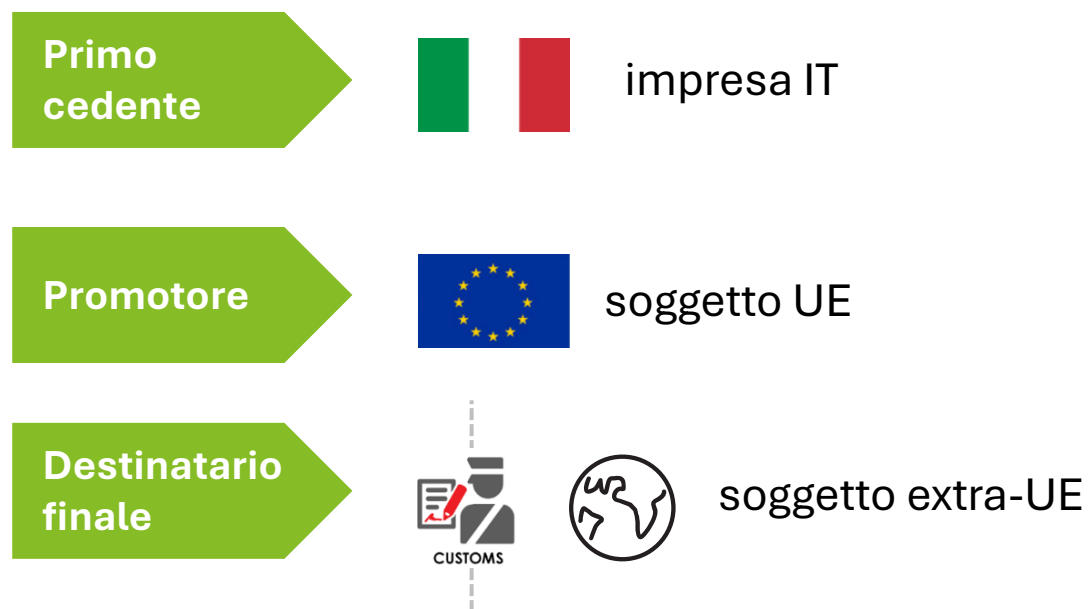 Primo
cedente
impresa IT
Promotore
soggetto UE
Destinatario
finale
CUSTOMS
soggetto extra-UE